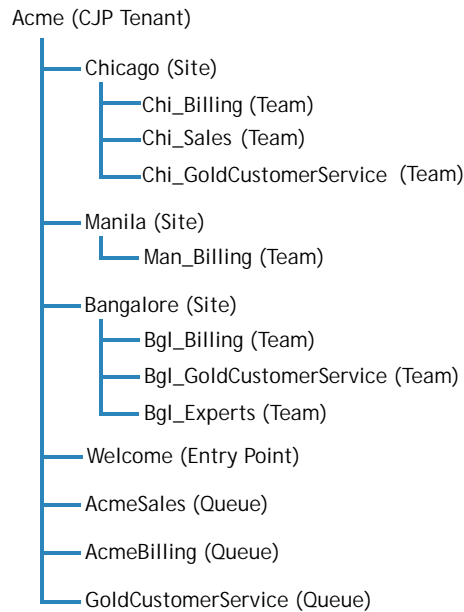 Acme (CJP Tenant)
Chicago (Site)
Chi_Billing (Team)
Chi_Sales (Team)
Chi_GoldCustomerService (Team)
Manila (Site)
Man_Billing (Team)
Bangalore (Site)
Bgl_Billing (Team)
Bgl_GoldCustomerService (Team)
Bgl_Experts (Team)
Welcome (Entry Point)
AcmeSales (Queue)
AcmeBilling (Queue)
GoldCustomerService (Queue)